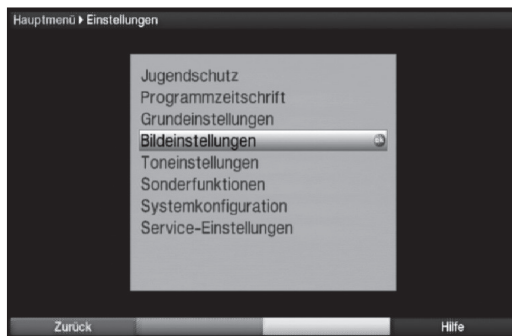 Hauptmenü ▸ Einstellungen
Jugendschutz
Programmzeitschrift
Grundeinstellungen
Bildeinstellungen
Toneinstellungen
Sonderfunktionen
Systemkonfiguration
Service-Einstellungen
Zurück Hilfe